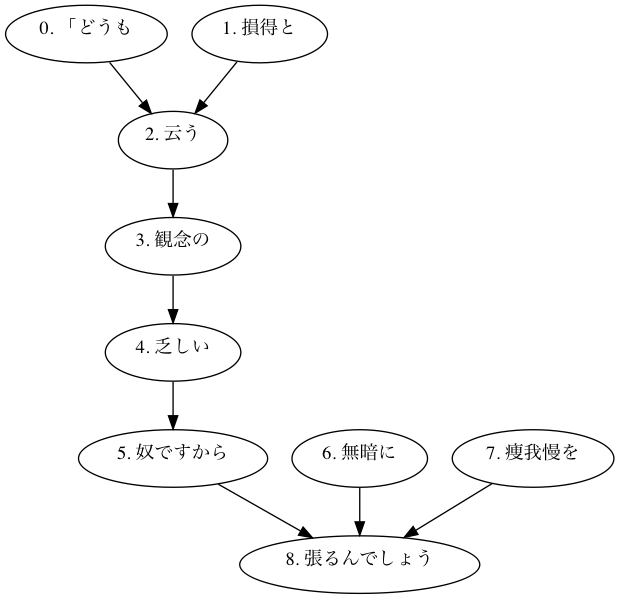 0. 「どうも
1. 損得と
2. 云う
3. 観念の
4. 乏しい
5. 奴ですから
6. 無暗に
7. 痩我慢を
8. 張るんでしょう